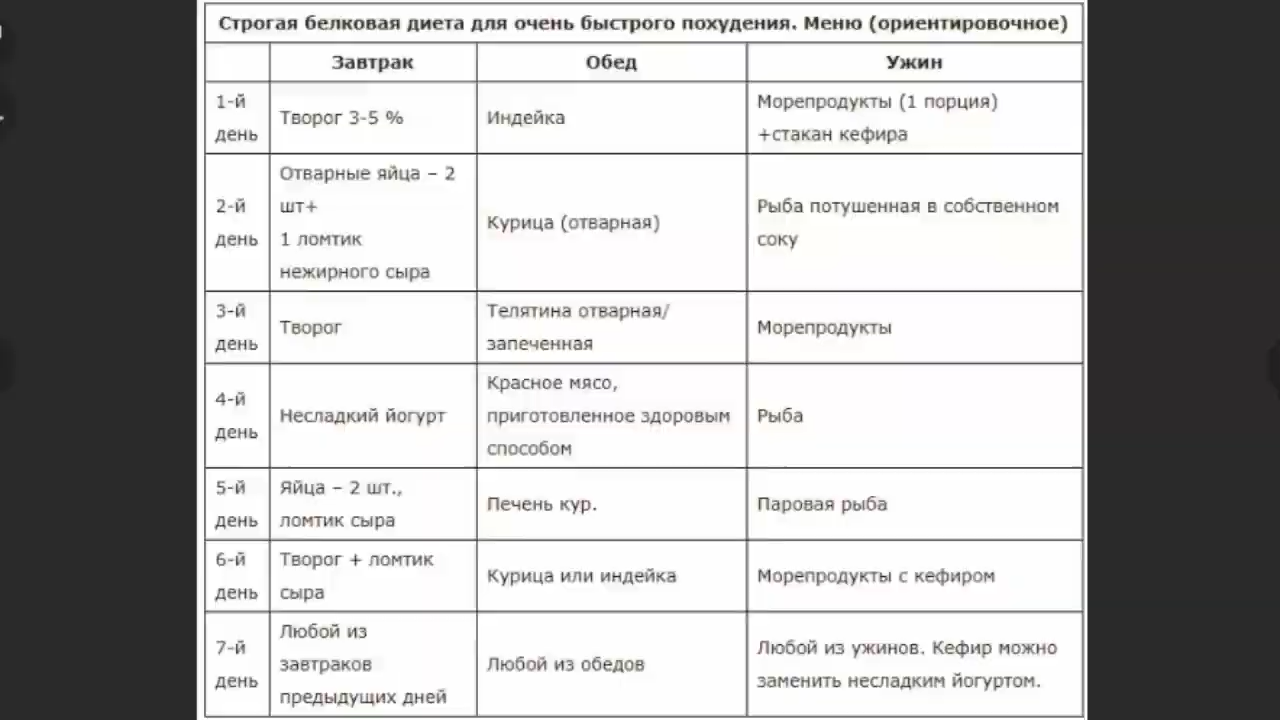 Строгая белковая диета для очень быстрого похудения. Меню (ориентировочное)
Завтрак
Обед
Ужин
1-й
день
Творог 3-5 %
Индейка
Морепродукты (1 порция)
+стакан кефира
2-й
день
Отварные яйца – 2
шт+
1 ломтик
нежирного сыра
Курица (отварная)
Рыба потушенная в собственном
соку
3-й
день
Творог
Телятина отварная/
запеченная
Морепродукты
4-й
день
Несладкий йогурт
Красное мясо,
приготовленное здоровым
способом
Рыба
5-й
день
Яйца – 2 шт.,
ломтик сыра
Печень кур.
Паровая рыба
6-й
день
Творог + ломтик
сыра
Курица или индейка
Морепродукты с кефиром
7-й
день
Любой из
завтраков
предыдущих дней
Любой из обедов
Любой из ужинов. Кефир можно
заменить несладким йогуртом.